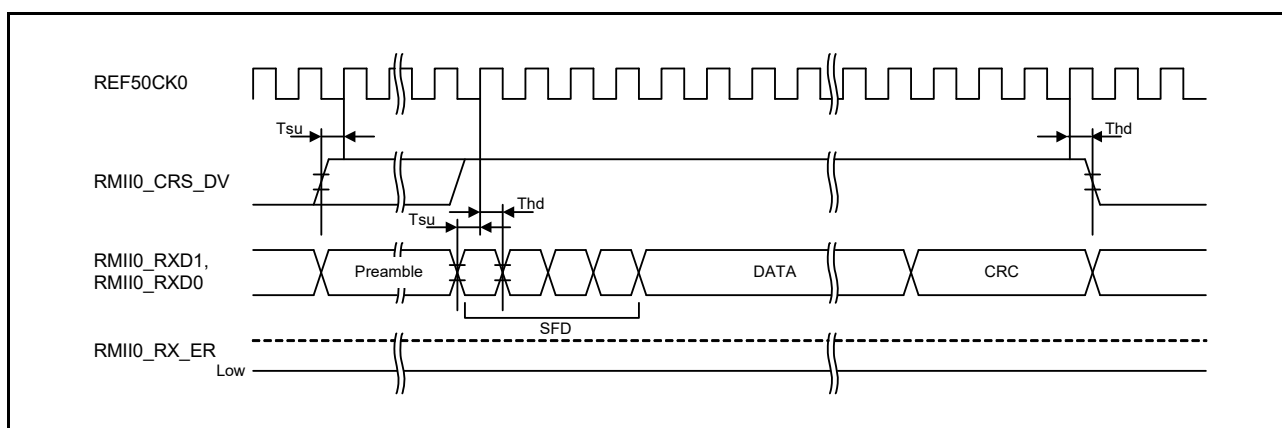 REF50CK0
Tsu
Thd
RMII0_CRS_DV
Tsu
Thd
RMII0_RXD1,
RMII0_RXD0
Preamble
DATA
CRC
SFD
RMII0_RX_ER
Low